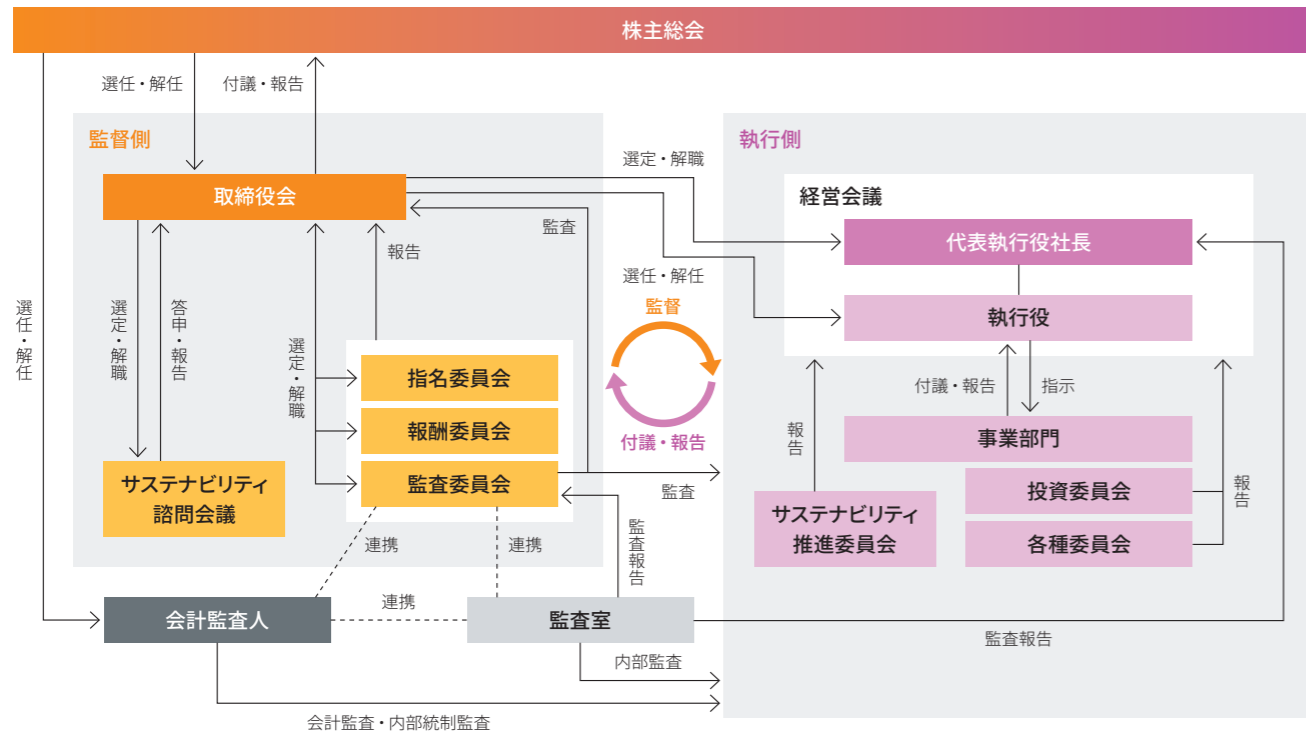 株主総会
選任・解任
付議・報告
監督側
執行側
選定・解職
取締役会
経営会議
監査
報告
代表執行役社長
選任・解任
選任・解任
選定・解職
答申・報告
監督
執行役
選定・解職
指名委員会
付議・報告
指示
報酬委員会
付議・報告
報告
事業部門
監査委員会
監査
サステナビリティ
諮問会議
投資委員会
報告
サステナビリティ
推進委員会
各種委員会
連携
連携
監査報告
会計監査人
連携
監査室
監査報告
内部監査
会計監査・内部統制監査